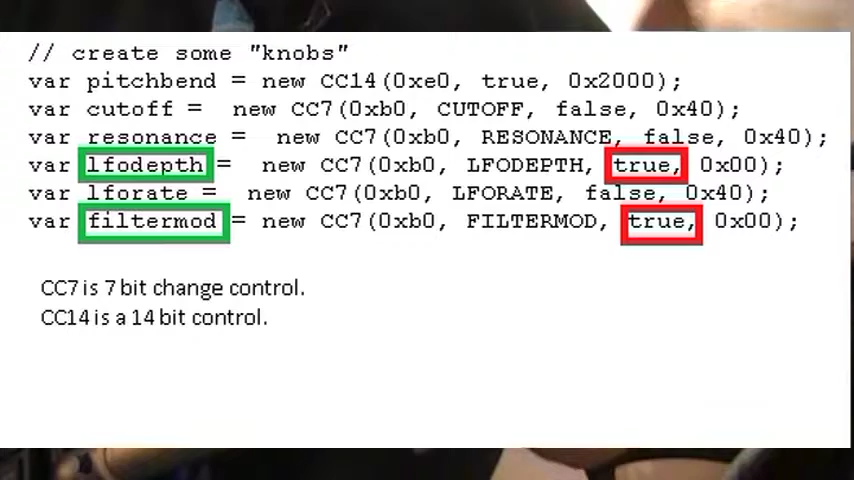 // create some "knobs"
var pitchbend = new CC14(0xe0, true, 0x2000);
var cutoff = new CC7(0xb0, CUTOFF, false, 0x40);
var resonance = new CC7(0xb0, RESONANCE, false, 0x40);
var lfodepth = new CC7(0xb0, LFODEPTH, true, 0x00);
var lforate = new CC7(0xb0, LFORATE, false, 0x40);
var filtermod = new CC7(0xb0, FILTERMOD, true, 0x00);
CC7 is 7 bit change control.
CC14 is a 14 bit control.